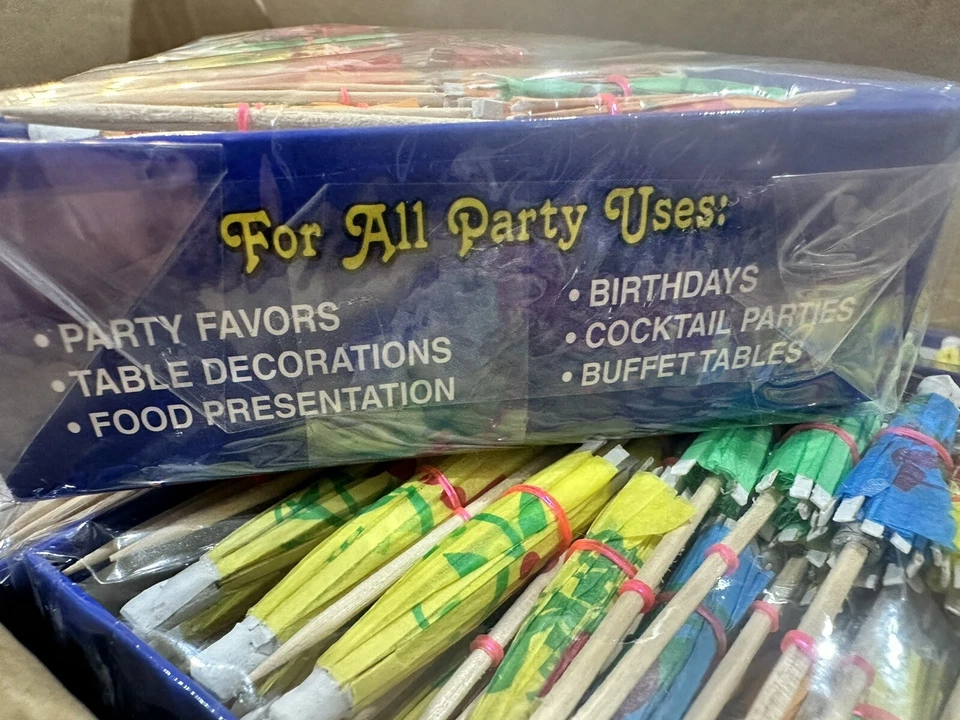 For All Party Uses:
• PARTY FAVORS
• TABLE DECORATIONS
• FOOD PRESENTATION
• BIRTHDAYS
• COCKTAIL PARTIES
• BUFFET TABLES